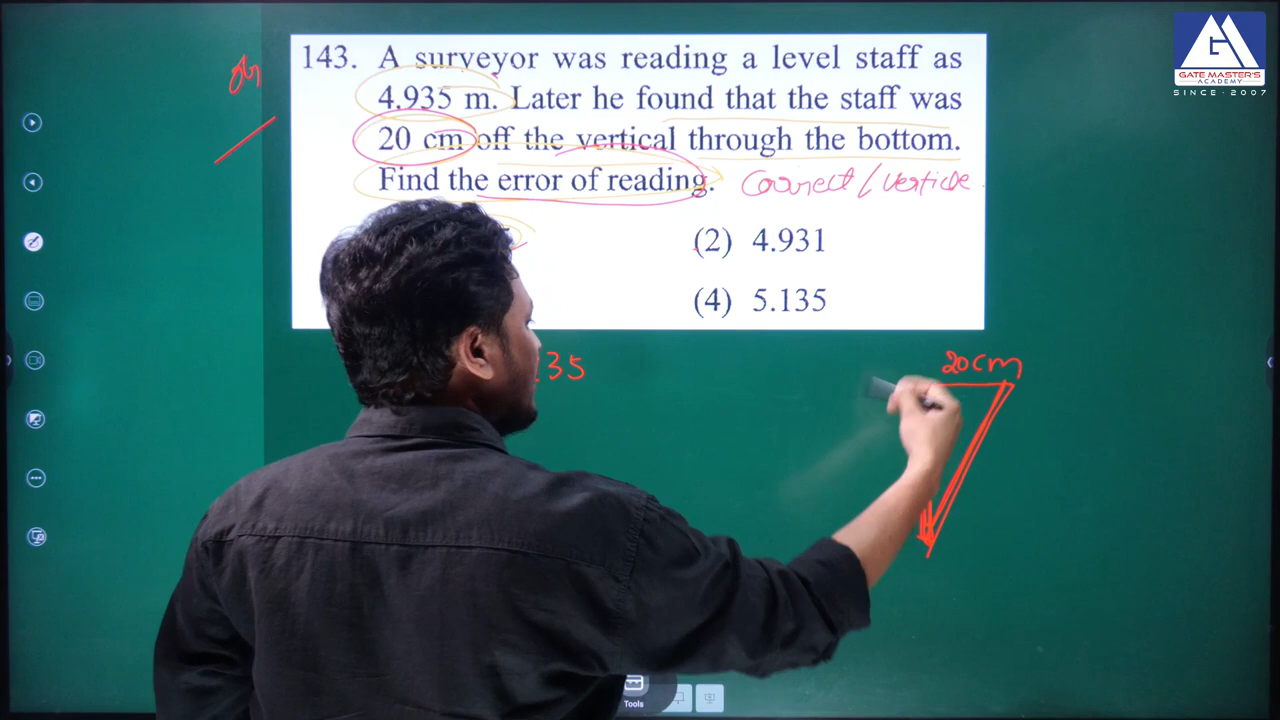 GATE MASTER'S
ACADEMY
SINCE - 2007
143. A surveyor was reading a level staff as
4.935 m. Later he found that the staff was
20 cm off the vertical through the bottom.
Find the error of reading. Correct / Verticle
(2) 4.931
(4) 5.135
35
20cm
Tools